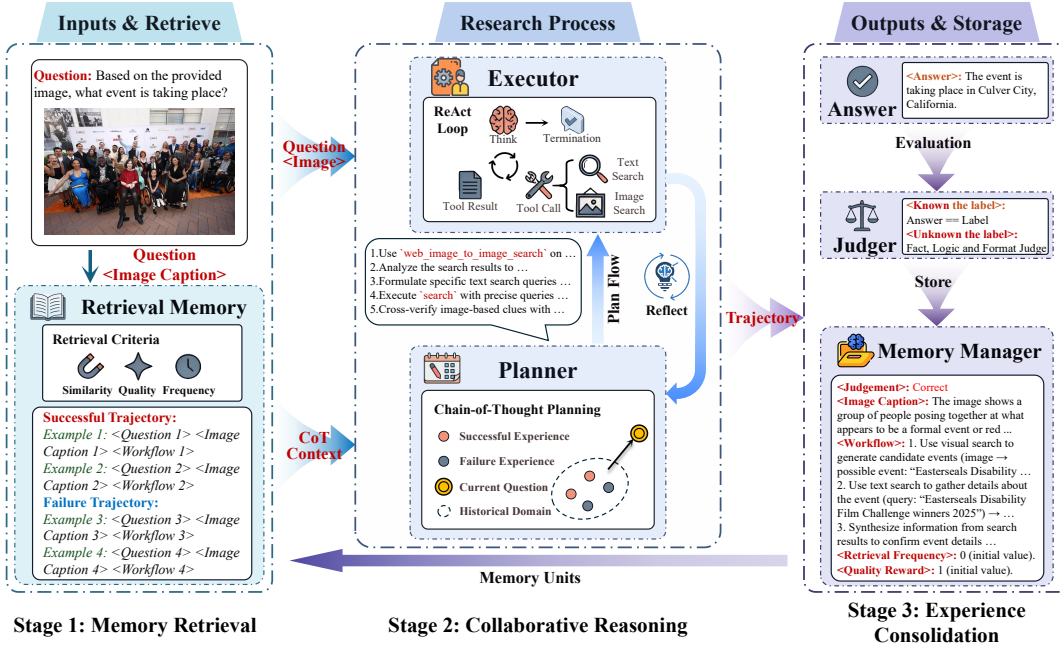 Inputs & Retrieve
Question: Based on the provided
image, what event is taking place?
Question
<Image Caption>
Retrieval Memory
Retrieval Criteria
Similarity Quality Frequency
Successful Trajectory:
Example 1: <Question 1> <Image
Caption 1> <Workflow 1>
Example 2: <Question 2> <Image
Caption 2> <Workflow 2>
Failure Trajectory:
Example 3: <Question 3> <Image
Caption 3> <Workflow 3>
Example 4: <Question 4> <Image
Caption 4> <Workflow 4>
Stage 1: Memory Retrieval
Question
<Image>
CoT
Context
Research Process
Executor
ReAct
Loop
Think
Termination
Tool Result
Tool Call
Text
Search
Image
Search
1.Use `web_image_to_image_search` on …
2.Analyze the search results to …
3.Formulate specific text search queries …
4.Execute `search` with precise queries …
5.Cross-verify image-based clues with …
Plan Flow
Reflect
Planner
Chain-of-Thought Planning
Successful Experience
Failure Experience
Current Question
Historical Domain
Memory Units
Stage 2: Collaborative Reasoning
Trajectory
Outputs & Storage
Answer
<Answer>: The event is
taking place in Culver City,
California.
Evaluation
Judger
<Known the label>:
Answer == Label
<Unknown the label>:
Fact, Logic and Format Judge
Store
Memory Manager
<Judgement>: Correct
<Image Caption>: The image shows a
group of people posing together at what
appears to be a formal event or red ...
<Workflow>: 1. Use visual search to
generate candidate events (image →
possible event: “Easterseals Disability …
2. Use text search to gather details about
the event (query: “Easterseals Disability
Film Challenge winners 2025”) → …
3. Synthesize information from search
results to confirm event details …
<Retrieval Frequency>: 0 (initial value).
<Quality Reward>: 1 (initial value).
Stage 3: Experience
Consolidation